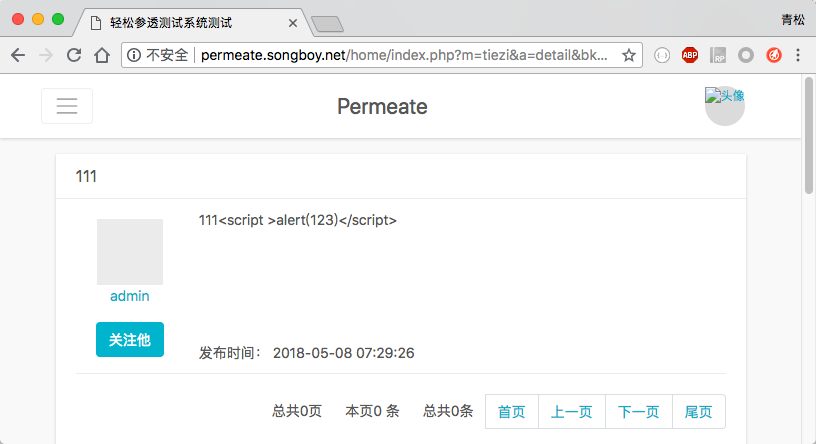 轻松参透测试系统测试
青松
不安全 permeate.songboy.net/home/index.php?m=tiezi&a=detail&bk...
ABP
RP
Permeate
头像
111
111<script >alert(123)</script>
admin
关注他
发布时间： 2018-05-08 07:29:26
总共0页 本页0 条 总共0条 首页 上一页 下一页 尾页